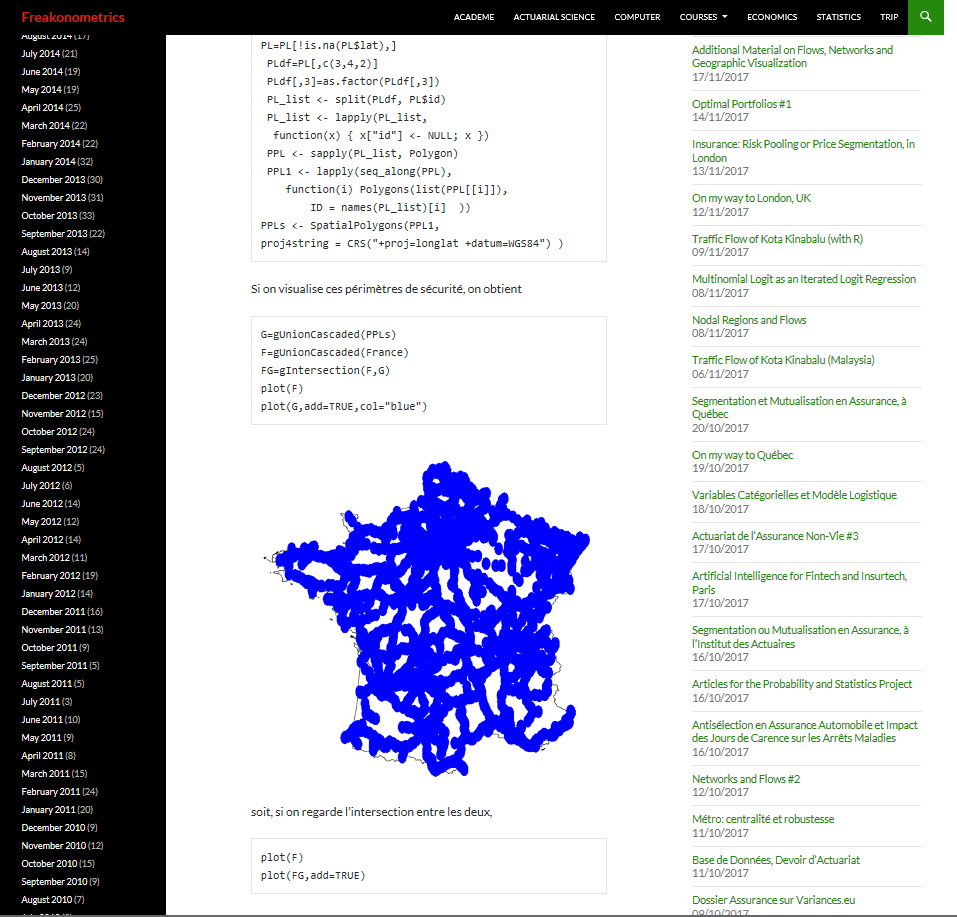 Freakonometrics
ACADEME
ACTUARIAL SCIENCE
COMPUTER
COURSES
ECONOMICS
STATISTICS
TRIP
August 2014 (17)
July 2014 (21)
June 2014 (19)
May 2014 (19)
April 2014 (25)
March 2014 (22)
February 2014 (22)
January 2014 (32)
December 2013 (30)
November 2013 (31)
October 2013 (33)
September 2013 (22)
August 2013 (14)
July 2013 (9)
June 2013 (12)
May 2013 (20)
April 2013 (24)
March 2013 (24)
February 2013 (25)
January 2013 (20)
December 2012 (23)
November 2012 (15)
October 2012 (24)
September 2012 (24)
August 2012 (5)
July 2012 (6)
June 2012 (14)
May 2012 (12)
April 2012 (14)
March 2012 (11)
February 2012 (19)
January 2012 (14)
December 2011 (16)
November 2011 (13)
October 2011 (9)
September 2011 (5)
August 2011 (5)
July 2011 (3)
June 2011 (10)
May 2011 (9)
April 2011 (8)
March 2011 (15)
February 2011 (24)
January 2011 (20)
December 2010 (9)
November 2010 (12)
October 2010 (15)
September 2010 (9)
August 2010 (7)
PL=PL[!is.na(PL$lat),]
PLdf=PL[,c(3,4,2)]
PLdf[,3]=as.factor(PLdf[,3])
PL_list <- split(PLdf, PL$id)
PL_list <- lapply(PL_list,
function(x) { x["id"] <- NULL; x })
PPL <- sapply(PL_list, Polygon)
PPL1 <- lapply(seq_along(PPL),
function(i) Polygons(list(PPL[[i]]),
ID = names(PL_list)[i] ))
PPLs <- SpatialPolygons(PPL1,
proj4string = CRS("+proj=longlat +datum=WGS84") )
Si on visualise ces périmètres de sécurité, on obtient
G=gUnionCascaded(PPLs)
F=gUnionCascaded(France)
FG=gIntersection(F,G)
plot(F)
plot(G,add=TRUE,col="blue")
soit, si on regarde l'intersection entre les deux,
plot(F)
plot(FG,add=TRUE)
Additional Material on Flows, Networks and
Geographic Visualization
17/11/2017
Optimal Portfolios #1
14/11/2017
Insurance: Risk Pooling or Price Segmentation, in
London
13/11/2017
On my way to London, UK
12/11/2017
Traffic Flow of Kota Kinabalu (with R)
09/11/2017
Multinomial Logit as an Iterated Logit Regression
08/11/2017
Nodal Regions and Flows
08/11/2017
Traffic Flow of Kota Kinabalu (Malaysia)
06/11/2017
Segmentation et Mutualisation en Assurance, à
Québec
20/10/2017
On my way to Québec
19/10/2017
Variables Catégorielles et Modèle Logistique
18/10/2017
Actuariat de l'Assurance Non-Vie #3
17/10/2017
Artificial Intelligence for Fintech and Insurtech,
Paris
17/10/2017
Segmentation ou Mutualisation en Assurance, à
l'Institut des Actuaires
16/10/2017
Articles for the Probability and Statistics Project
16/10/2017
Antisélection en Assurance Automobile et Impact
des Jours de Carence sur les Arrêts Maladies
16/10/2017
Networks and Flows #2
12/10/2017
Métro: centralité et robustesse
11/10/2017
Base de Données, Devoir d'Actuariat
11/10/2017
Dossier Assurance sur Variances.eu
09/10/2017